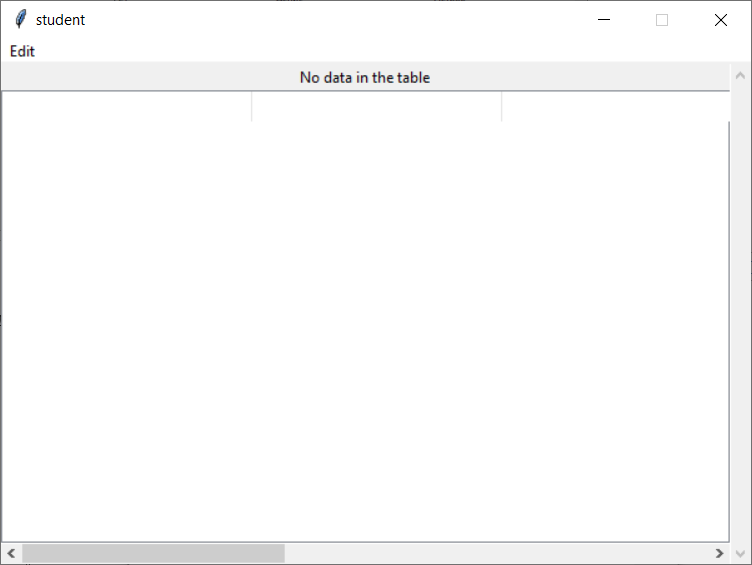 student
Edit
No data in the table